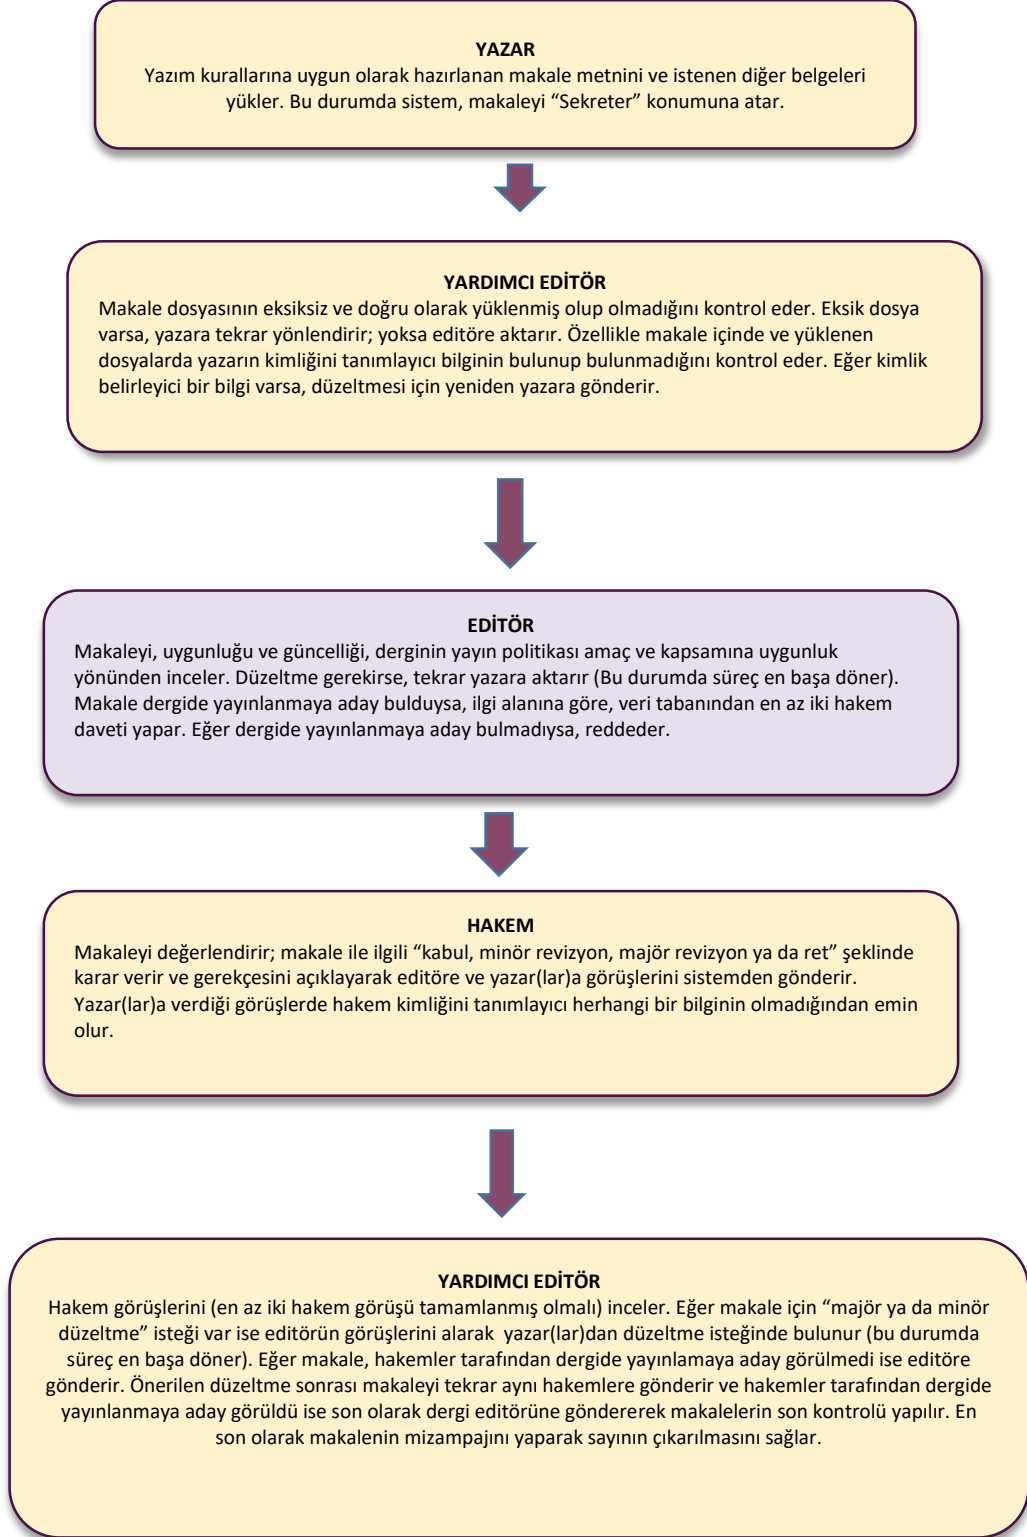 YAZAR
Yazım kurallarına uygun olarak hazırlanan makale metnini ve istenen diğer belgeleri
yükler. Bu durumda sistem, makaleyi “Sekreter” konumuna atar.
YARDIMCI EDİTÖR
Makale dosyasının eksiksiz ve doğru olarak yüklenmiş olup olmadığını kontrol eder. Eksik dosya
varsa, yazara tekrar yönlendirir; yoksa editöre aktarır. Özellikle makale içinde ve yüklenen
dosyalarda yazarın kimliğini tanımlayıcı bilginin bulunup bulunmadığını kontrol eder. Eğer kimlik
belirleyici bir bilgi varsa, düzeltmesi için yeniden yazara gönderir.
EDİTÖR
Makaleyi, uygunluğu ve güncelliği, derginin yayın politikası amaç ve kapsamına uygunluk
yönünden inceler. Düzeltme gerekirse, tekrar yazara aktarır (Bu durumda süreç en başa döner).
Makale dergide yayınlanmaya aday bulduysa, ilgi alanına göre, veri tabanından en az iki hakem
daveti yapar. Eğer dergide yayınlanmaya aday bulmadıysa, reddeder.
HAKEM
Makaleyi değerlendirir; makale ile ilgili “kabul, minör revizyon, majör revizyon ya da ret” şeklinde
karar verir ve gerekçesini açıklayarak editöre ve yazar(lar)a görüşlerini sistemden gönderir.
Yazar(lar)a verdiği görüşlerde hakem kimliğini tanımlayıcı herhangi bir bilginin olmadığından emin
olur.
YARDIMCI EDİTÖR
Hakem görüşlerini (en az iki hakem görüşü tamamlanmış olmalı) inceler. Eğer makale için “majör ya da minör
düzeltme” isteği var ise editörün görüşlerini alarak yazar(lar)dan düzeltme isteğinde bulunur (bu durumda
süreç en başa döner). Eğer makale, hakemler tarafından dergide yayınlamaya aday görülmedi ise editöre
gönderir. Önerilen düzeltme sonrası makaleyi tekrar aynı hakemlere gönderir ve hakemler tarafından dergide
yayınlanmaya aday görüldü ise son olarak dergi editörüne göndererek makalelerin son kontrolü yapılır. En
son olarak makalenin mizampajını yaparak sayının çıkarılmasını sağlar.